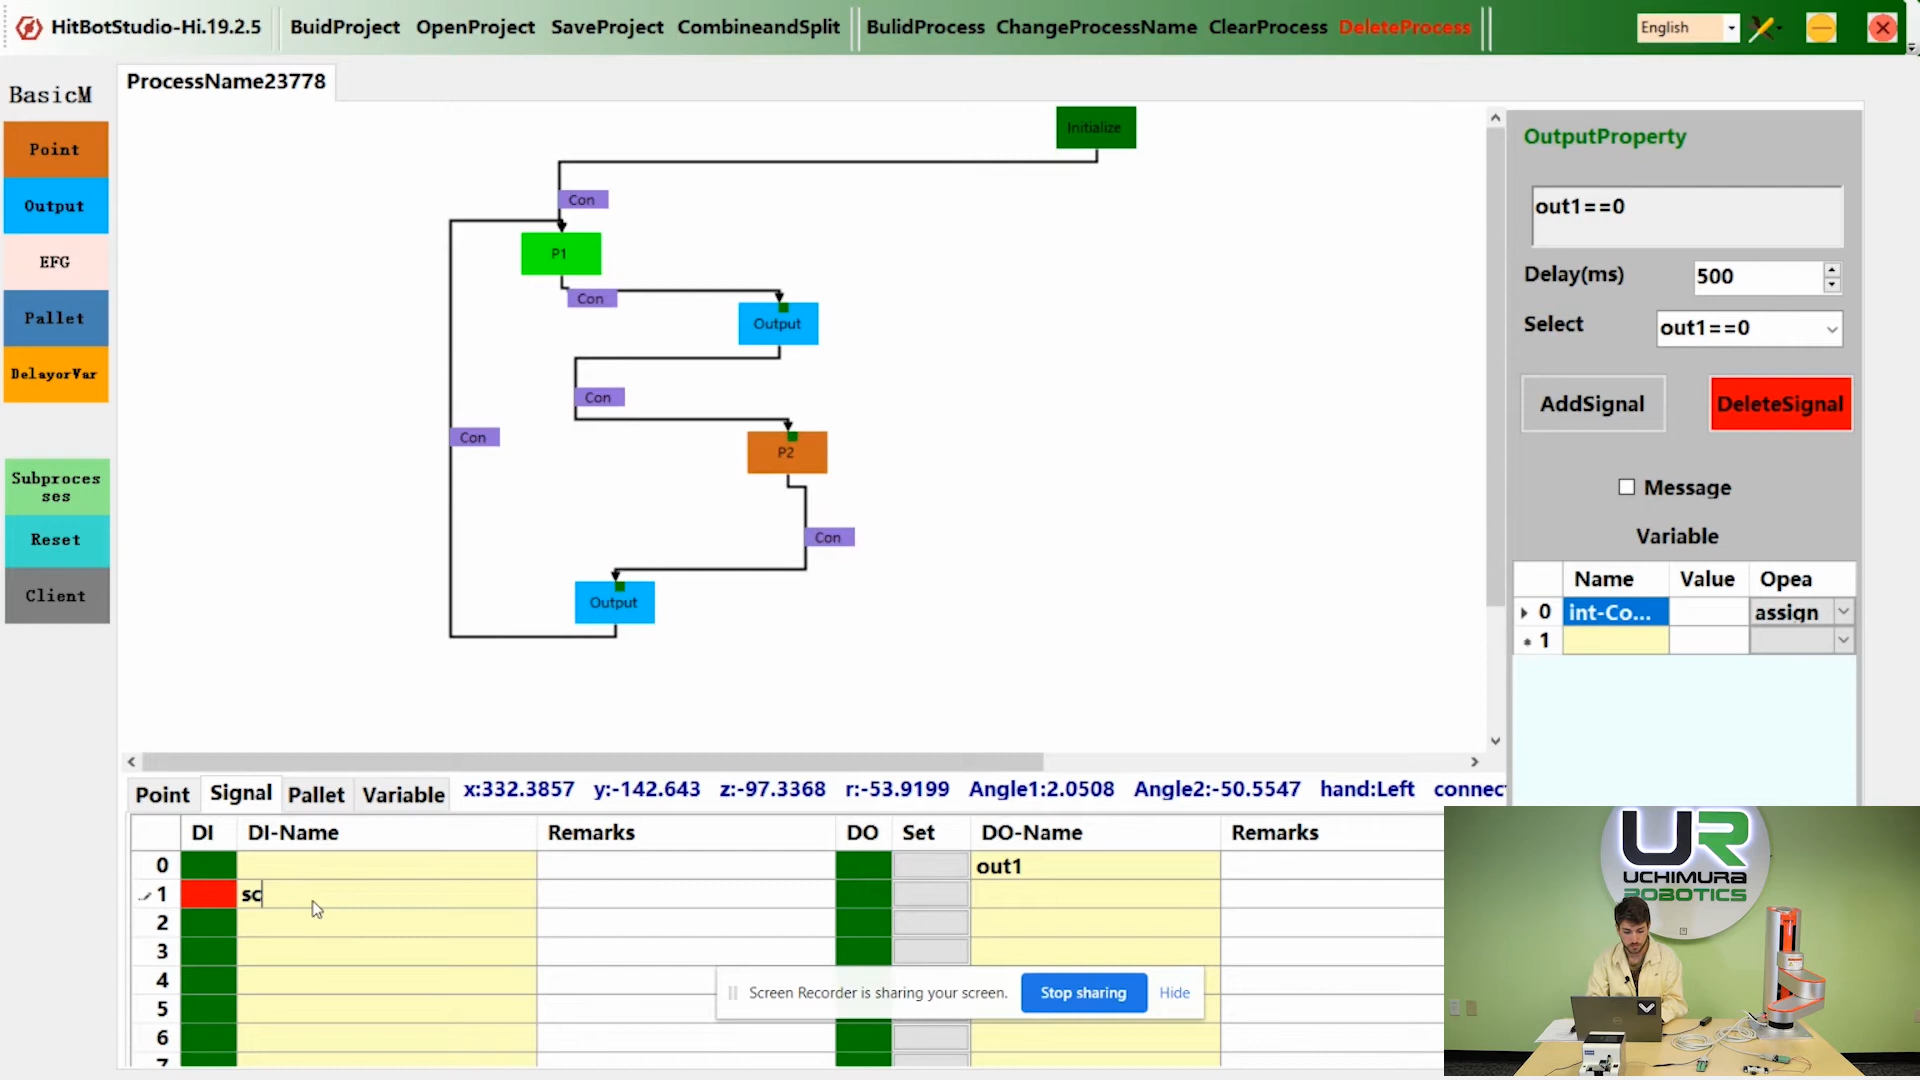 HitBotStudio-Hi.19.2.5
BuidProject
OpenProject
SaveProject
CombineandSplit
BulidProcess
ChangeProcessName
ClearProcess
DeleteProcess
English
BasicM
ProcessName23778
Point
Output
EFG
Pallet
DelayorVar
Subproces
ses
Reset
Client
Initialize
Con
P1
Con
Output
Con
Con
P2
Con
Output
OutputProperty
out1==0
Delay(ms)
500
Select
out1==0
AddSignal
DeleteSignal
Message
Variable
Name Value Opea
0 int-Co... assign
1
Point Signal Pallet Variable x:332.3857 y:-142.643 z:-97.3368 r:-53.9199 Angle1:2.0508 Angle2:-50.5547 hand:Left connect
DI DI-Name Remarks DO Set DO-Name Remarks
0 out1
1 sc
2
3
4
5
6
7
Screen Recorder is sharing your screen.
Stop sharing
Hide
UR
UCHIMURA
ROBOTICS